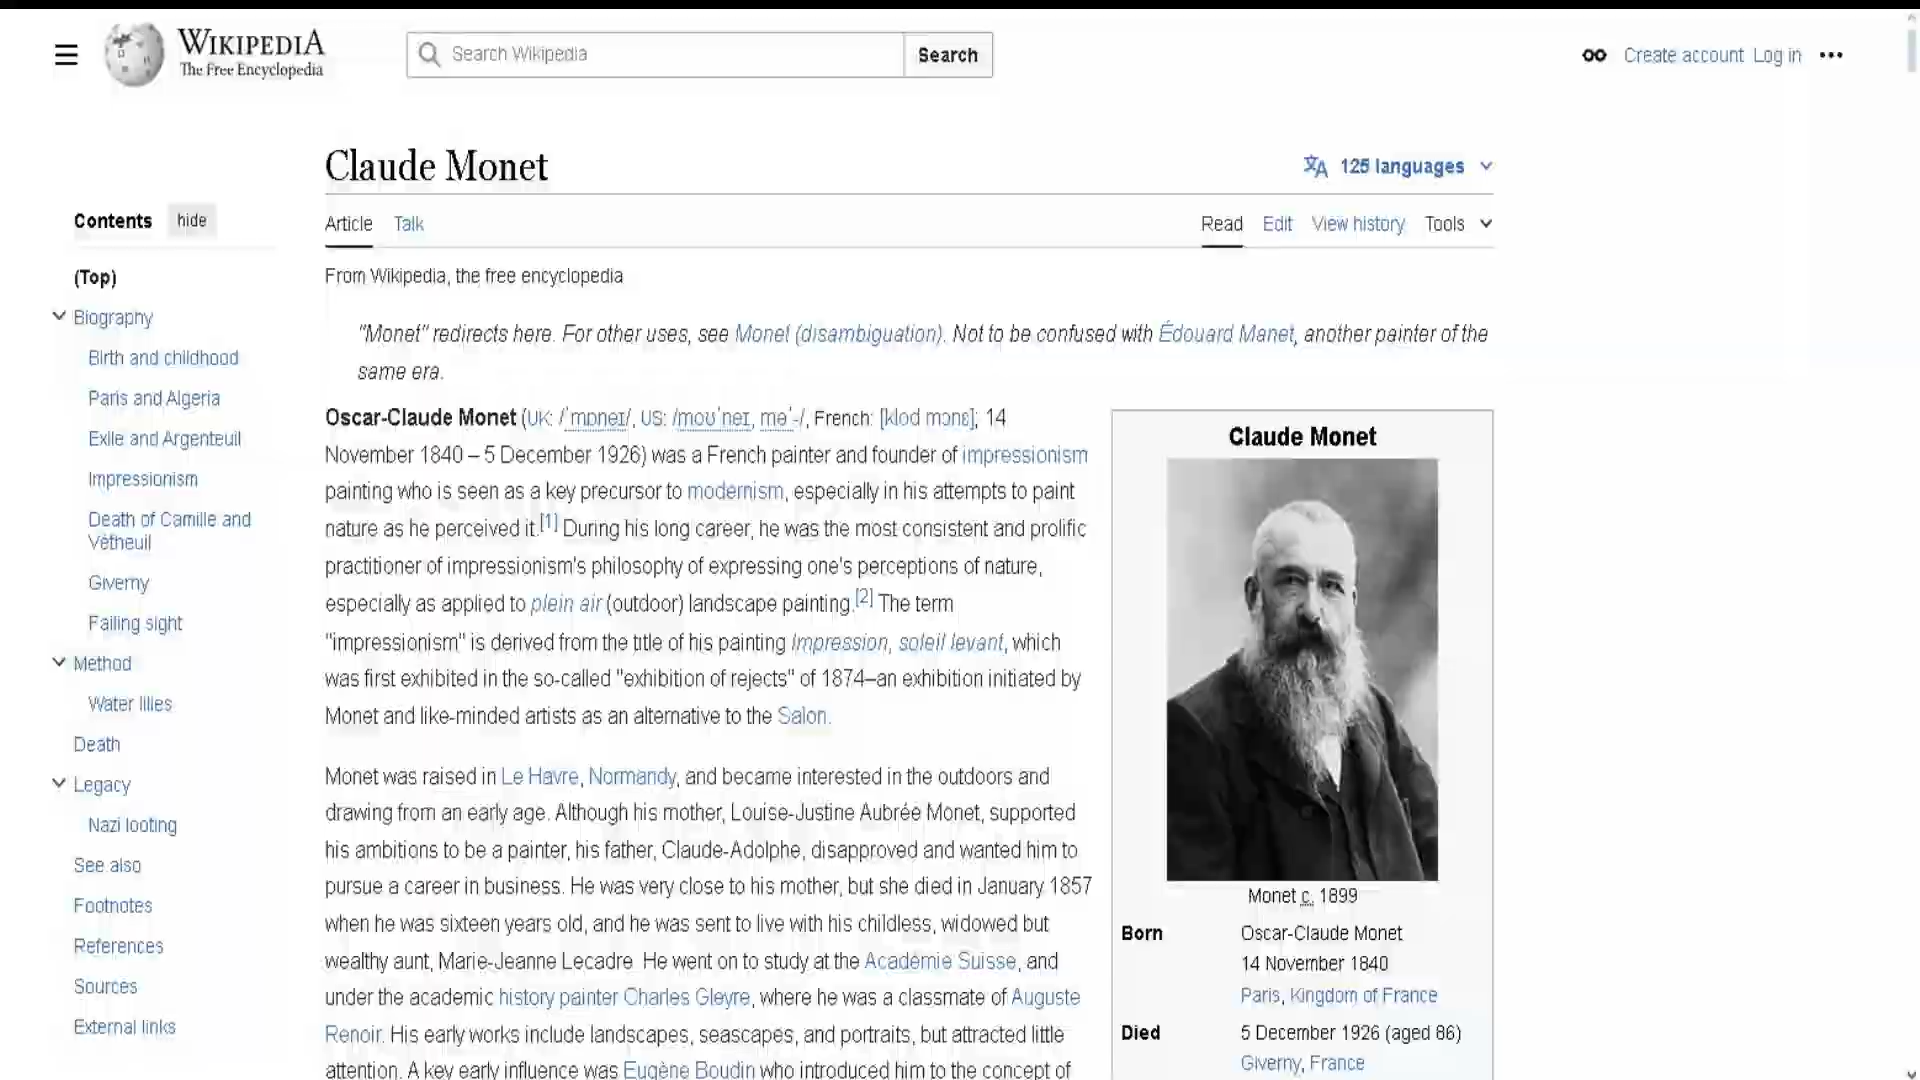 WIKIPEDIA
The Free Encyclopedia
Search Wikipedia
Search
Create account Log in
Claude Monet
125 languages
Contents hide
Article Talk
Read Edit View history Tools
From Wikipedia, the free encyclopedia
(Top)
Biography
Birth and childhood
Paris and Algeria
Exile and Argenteuil
Impressionism
Death of Camille and
Vétheuil
Giverny
Failing sight
Method
Water lilies
Death
Legacy
Nazi looting
See also
Footnotes
References
Sources
External links
"Monet" redirects here. For other uses, see Monet (disambiguation). Not to be confused with Édouard Manet, another painter of the
same era.
Oscar-Claude Monet (UK: /ˈmɒneɪ/, US: /moʊˈneɪ, məˈ-/, French: [klod mɔnɛ]; 14
November 1840 – 5 December 1926) was a French painter and founder of impressionism
painting who is seen as a key precursor to modernism, especially in his attempts to paint
nature as he perceived it.[1] During his long career, he was the most consistent and prolific
practitioner of impressionism's philosophy of expressing one's perceptions of nature,
especially as applied to plein air (outdoor) landscape painting.[2] The term
"impressionism" is derived from the title of his painting Impression, soleil levant, which
was first exhibited in the so-called "exhibition of rejects" of 1874–an exhibition initiated by
Monet and like-minded artists as an alternative to the Salon.
Monet was raised in Le Havre, Normandy, and became interested in the outdoors and
drawing from an early age. Although his mother, Louise-Justine Aubrée Monet, supported
his ambitions to be a painter, his father, Claude-Adolphe, disapproved and wanted him to
pursue a career in business. He was very close to his mother, but she died in January 1857
when he was sixteen years old, and he was sent to live with his childless, widowed but
wealthy aunt, Marie-Jeanne Lecadre. He went on to study at the Académie Suisse, and
under the academic history painter Charles Gleyre, where he was a classmate of Auguste
Renoir. His early works include landscapes, seascapes, and portraits, but attracted little
attention. A key early influence was Eugène Boudin who introduced him to the concept of
Claude Monet
Monet c. 1899
Born Oscar-Claude Monet
14 November 1840
Paris, Kingdom of France
Died 5 December 1926 (aged 86)
Giverny, France